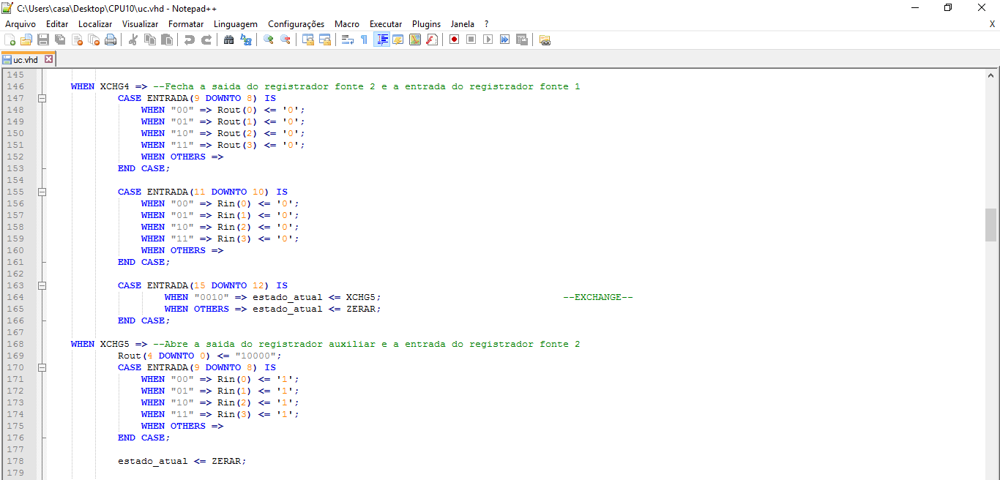 C:\Users\casa\Desktop\CPU10\uc.vhd - Notepad++
Arquivo Editar Localizar Visualizar Formatar Linguagem Configurações Macro Executar Plugins Janela ? X
uc.vhd
145
146 WHEN XCHG4 => --Fecha a saida do registrador fonte 2 e a entrada do registrador fonte 1
147 CASE ENTRADA(9 DOWNTO 8) IS
148 WHEN "00" => Rout(0) <= '0';
149 WHEN "01" => Rout(1) <= '0';
150 WHEN "10" => Rout(2) <= '0';
151 WHEN "11" => Rout(3) <= '0';
152 WHEN OTHERS =>
153 END CASE;
154
155 CASE ENTRADA(11 DOWNTO 10) IS
156 WHEN "00" => Rin(0) <= '0';
157 WHEN "01" => Rin(1) <= '0';
158 WHEN "10" => Rin(2) <= '0';
159 WHEN "11" => Rin(3) <= '0';
160 WHEN OTHERS =>
161 END CASE;
162
163 CASE ENTRADA(15 DOWNTO 12) IS
164 WHEN "0010" => estado_atual <= XCHG5; --EXCHANGE--
165 WHEN OTHERS => estado_atual <= ZERAR;
166 END CASE;
167
168 WHEN XCHG5 => --Abre a saida do registrador auxiliar e a entrada do registrador fonte 2
169 Rout(4 DOWNTO 0) <= "10000";
170 CASE ENTRADA(9 DOWNTO 8) IS
171 WHEN "00" => Rin(0) <= '1';
172 WHEN "01" => Rin(1) <= '1';
173 WHEN "10" => Rin(2) <= '1';
174 WHEN "11" => Rin(3) <= '1';
175 WHEN OTHERS =>
176 END CASE;
177
178 estado_atual <= ZERAR;
179